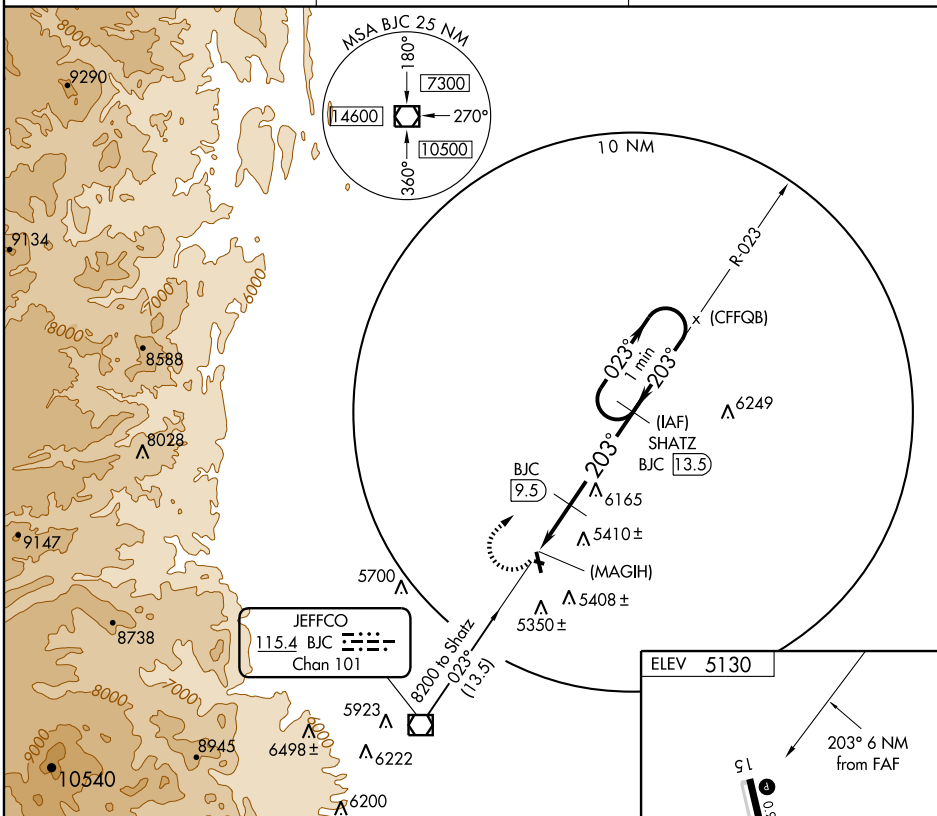 MSA BJC 25 NM
180°
7300
14600
270°
10500
360°
8000
9290
9134
6000
7000
8000
8588
8028
9147
10 NM
R-023
(CFFQB)
023°
1 min
203°
6249
(IAF)
SHATZ
BJC 13.5
203°
BJC
9.5
6165
5410 ±
(MAGIH)
5408 ±
5350 ±
5700
JEFFCO
115.4 BJC
Chan 101
8738
8200 to Shatz
023°
(13.5)
8000
7000
6000
9000
5923
6498 ±
6222
8945
10540
6200
ELEV 5130
203° 6 NM
from FAF
15
P